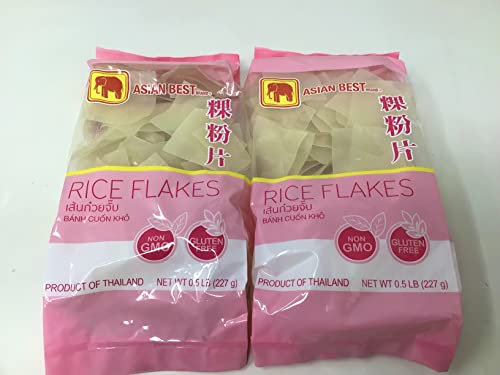 ASIAN BEST BRAND
粿粉片
RICE FLAKES
เส้นก๋วยจั๊บ
BÁNH CUỐN KHÔ
NON
GMO
GLUTEN
FREE
PRODUCT OF THAILAND NET WT 0.5 LB (227 g)
ASIAN BEST BRAND
粿粉片
RICE FLAKES
เส้นก๋วยจั๊บ
BÁNH CUỐN KHÔ
NON
GMO
GLUTEN
FREE
PRODUCT OF THAILAND NET WT 0.5 LB (227 g)